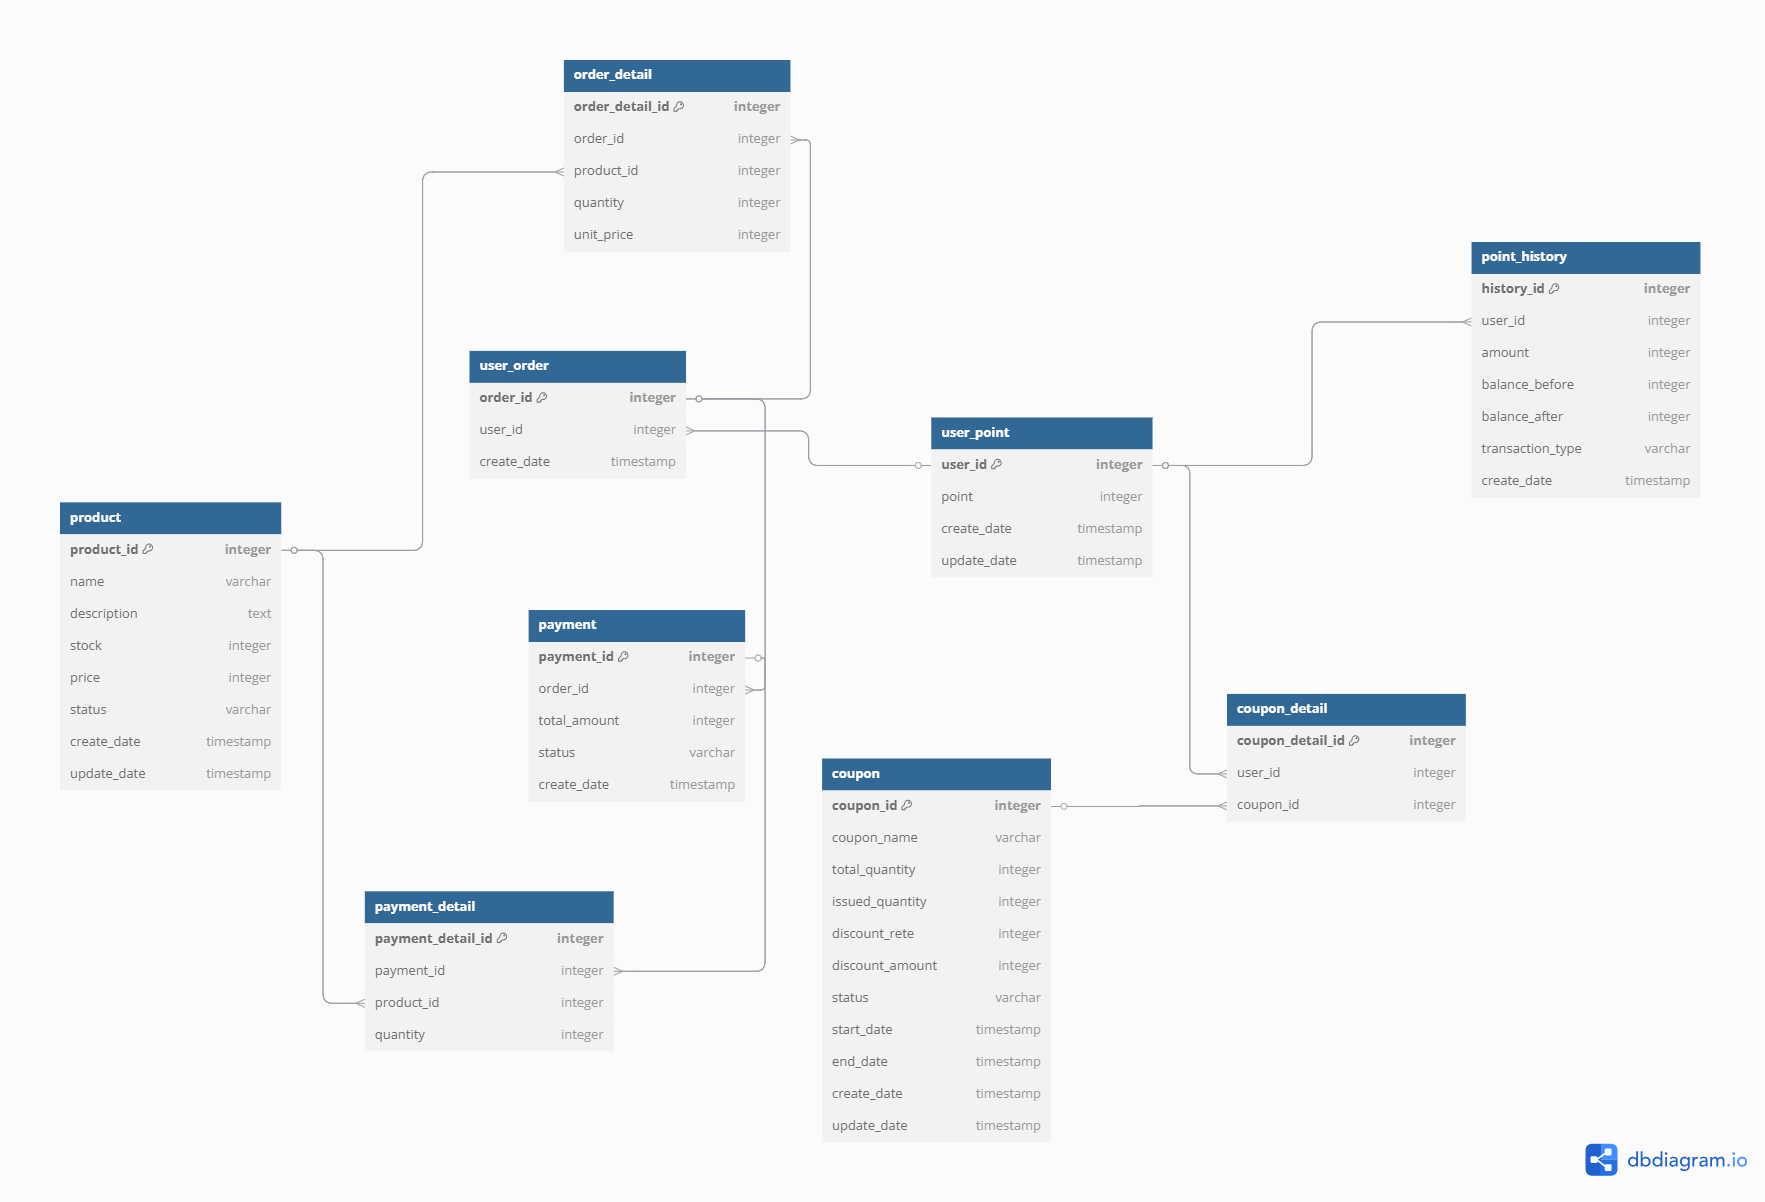 order_detail
order_detail_id integer
order_id integer
product_id integer
quantity integer
unit_price integer
point_history
history_id integer
user_id integer
amount integer
balance_before integer
balance_after integer
transaction_type varchar
create_date timestamp
user_order
order_id integer
user_id integer
create_date timestamp
user_point
user_id integer
point integer
create_date timestamp
update_date timestamp
product
product_id integer
name varchar
description text
stock integer
price integer
status varchar
create_date timestamp
update_date timestamp
payment
payment_id integer
order_id integer
total_amount integer
status varchar
create_date timestamp
coupon_detail
coupon_detail_id integer
user_id integer
coupon_id integer
coupon
coupon_id integer
coupon_name varchar
total_quantity integer
issued_quantity integer
discount_rete integer
discount_amount integer
status varchar
start_date timestamp
end_date timestamp
create_date timestamp
update_date timestamp
payment_detail
payment_detail_id integer
payment_id integer
product_id integer
quantity integer
dbdiagram.io